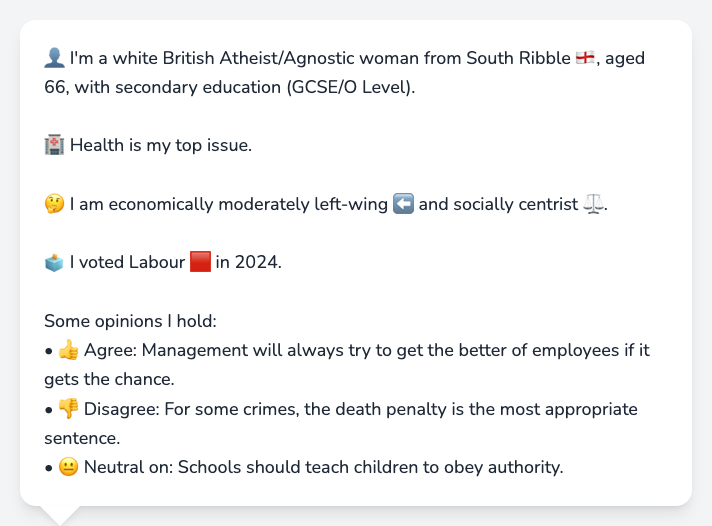 👤 I'm a white British Atheist/Agnostic woman from South Ribble 🏴󠁧󠁢󠁥󠁮󠁧󠁿, aged
66, with secondary education (GCSE/O Level).
🏥 Health is my top issue.
🤔 I am economically moderately left-wing ⬅️ and socially centrist ⚖️.
🗳️ I voted Labour 🟥 in 2024.
Some opinions I hold:
• 👍 Agree: Management will always try to get the better of employees if it
gets the chance.
• 👎 Disagree: For some crimes, the death penalty is the most appropriate
sentence.
• 😐 Neutral on: Schools should teach children to obey authority.